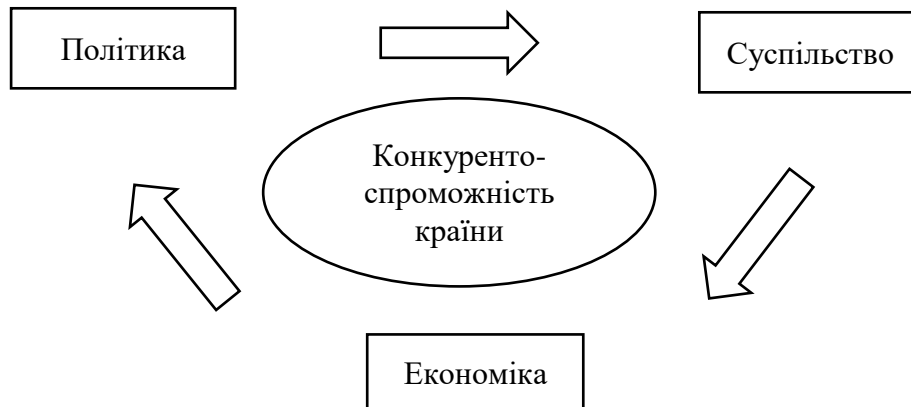 Політика
Суспільство
Конкуренто-
спроможність
країни
Економіка